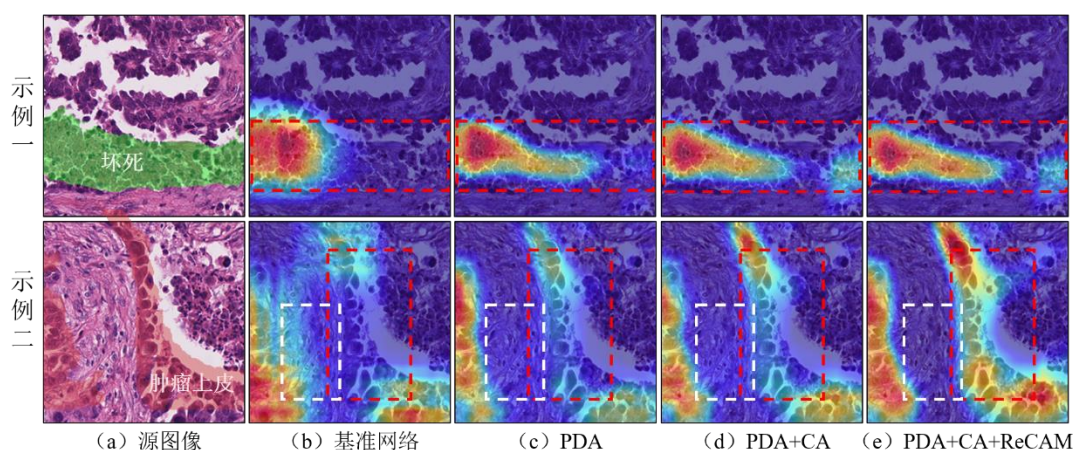 示例一
坏死
示例二
肿瘤上皮
（a）源图像
（b）基准网络
（c）PDA
（d）PDA+CA
（e）PDA+CA+ReCAM